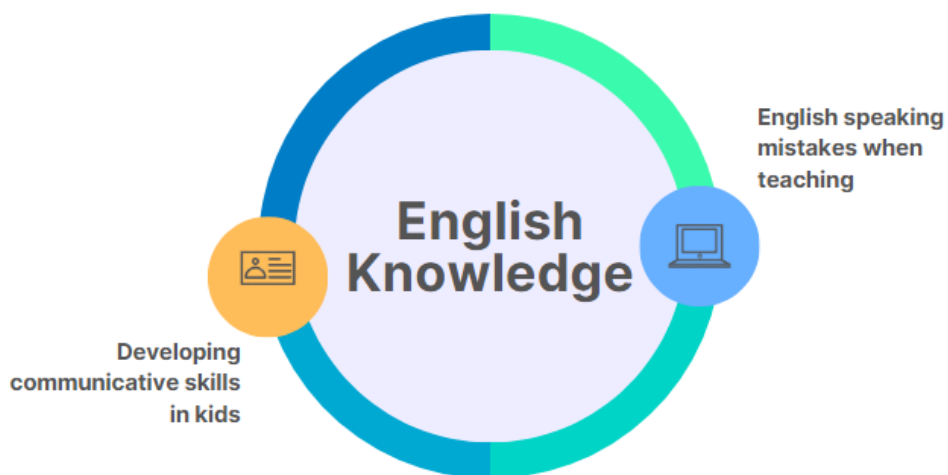 English speaking
mistakes when
teaching
English
Knowledge
Developing
communicative skills
in kids